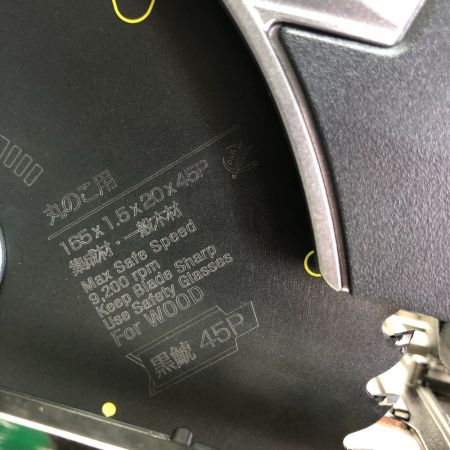 丸のこ用
165 x 1.6 x 20 x 45P
集成材・一般木材
Max Safe Speed
9,200 rpm
Keep Blade Sharp
Use Safety Glasses
For WOOD
黒鯱 45P